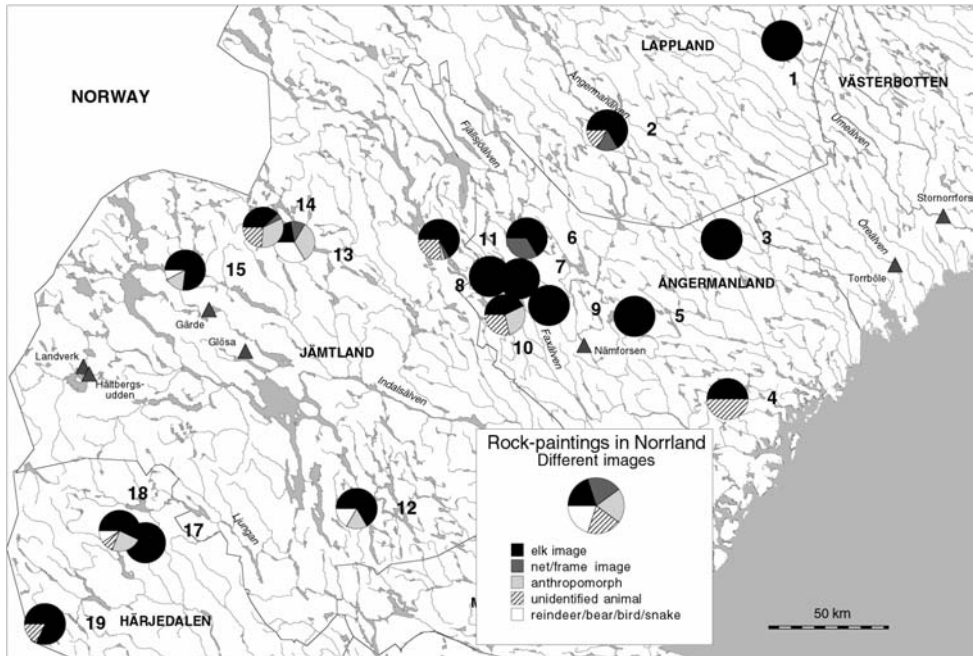 LAPPLAND
1
VÄSTERBOTTEN
NORWAY
Ångermanälven
2
Umeälven
Fjällsjöälven
Stornorrfors
14
11
6
3
Öreälven
13
7
Torrböle
15
8
ÅNGERMANLAND
9
5
Gärde
10
Faxälven
Nämforsen
Glösa
JÄMTLAND
Landverk
Hältbergs-
udden
Indalsälven
4
Rock-paintings in Norrland
Different images
18
12
17
Ljungan
elk image
net/frame image
anthropomorph
unidentified animal
reindeer/bear/bird/snake
M
19
HÄRJEDALEN
50 km